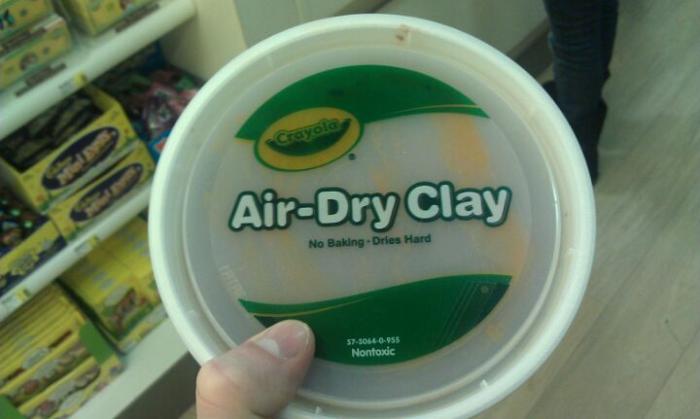 Crayola
Air-Dry Clay
No Baking - Dries Hard
57-5064-0-955
Nontoxic